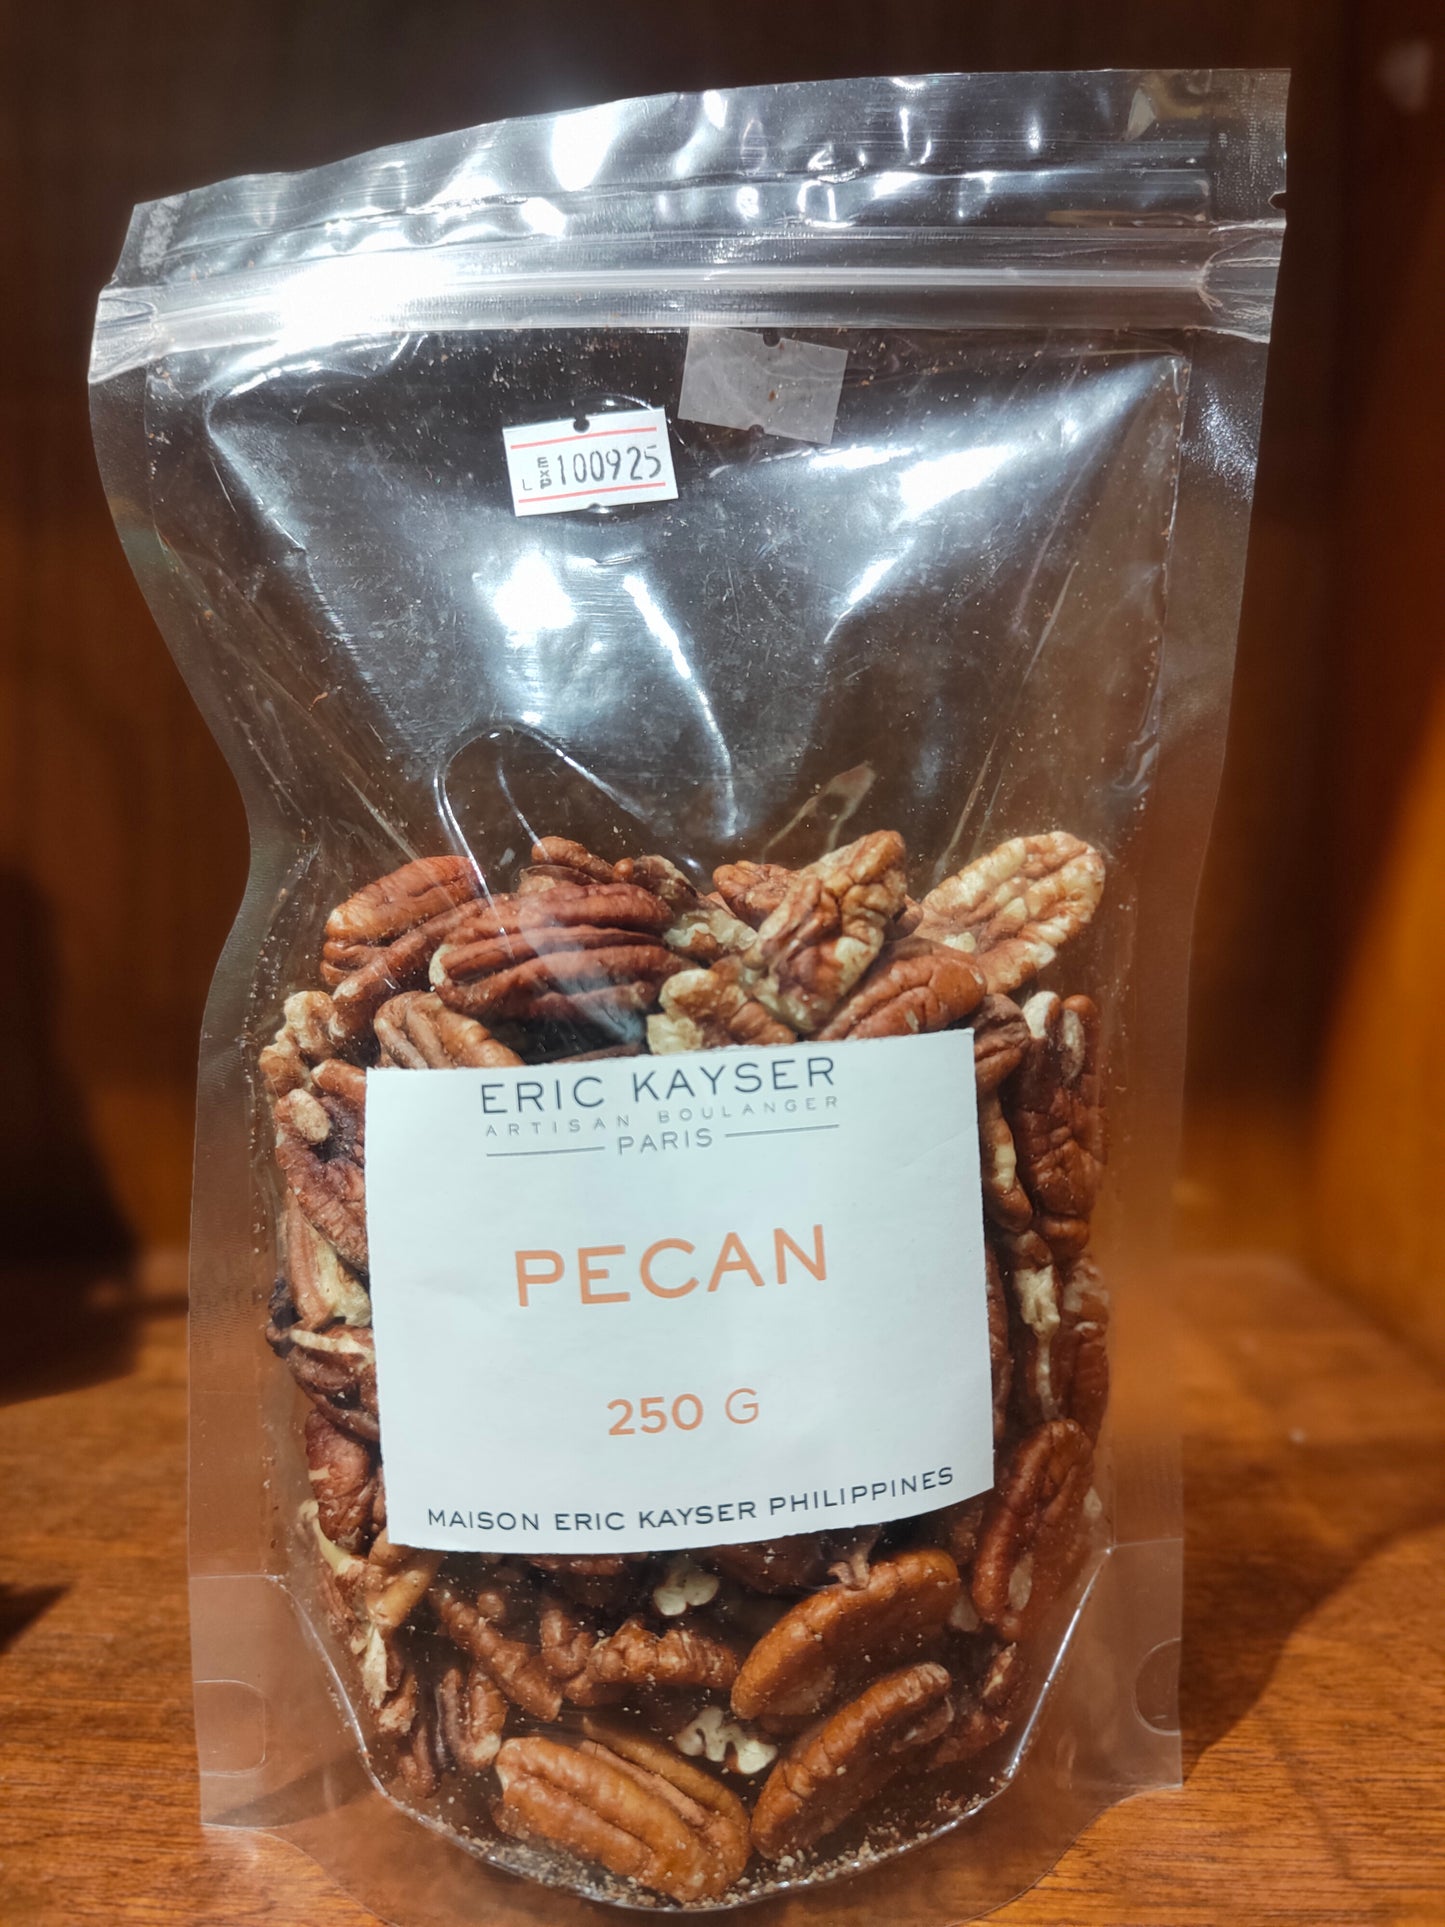 L EXP 100925
ERIC KAYSER
ARTISAN BOULANGER
PARIS
PECAN
250 G
MAISON ERIC KAYSER PHILIPPINES